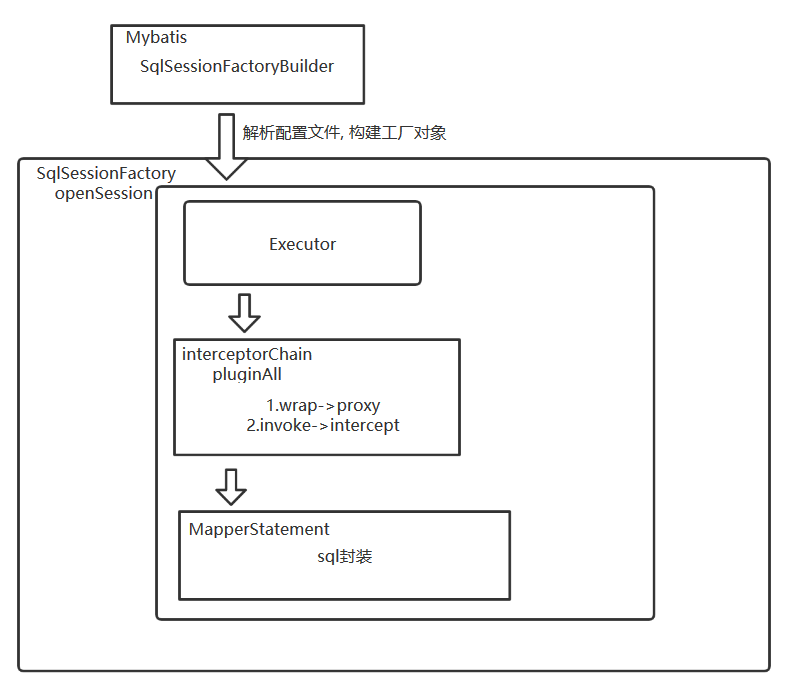 Mybatis
SqlSessionFactoryBuilder
解析配置文件, 构建工厂对象
SqlSessionFactory
openSession
Executor
interceptorChain
pluginAll
1.wrap->proxy
2.invoke->intercept
MapperStatement
sql封装